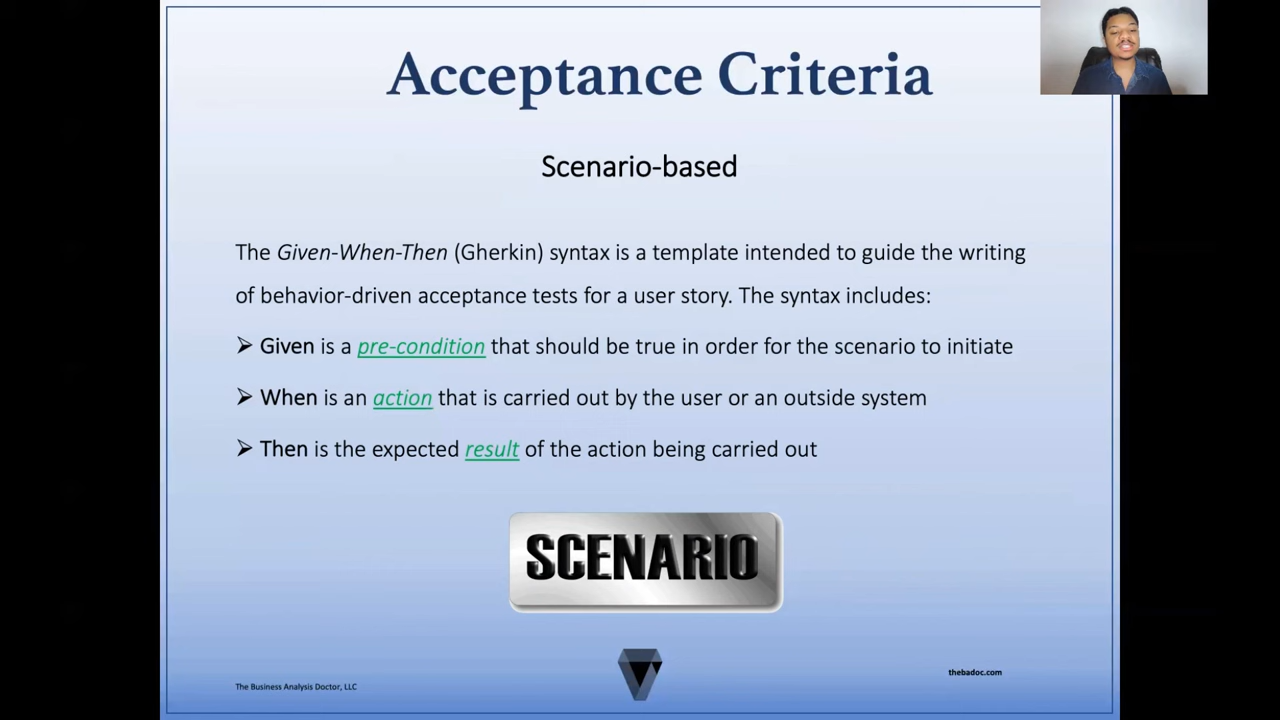 Acceptance Criteria
Scenario-based
The Given-When-Then (Gherkin) syntax is a template intended to guide the writing
of behavior-driven acceptance tests for a user story. The syntax includes:
➢ Given is a pre-condition that should be true in order for the scenario to initiate
➢ When is an action that is carried out by the user or an outside system
➢ Then is the expected result of the action being carried out
SCENARIO
The Business Analysis Doctor, LLC
thebadoc.com